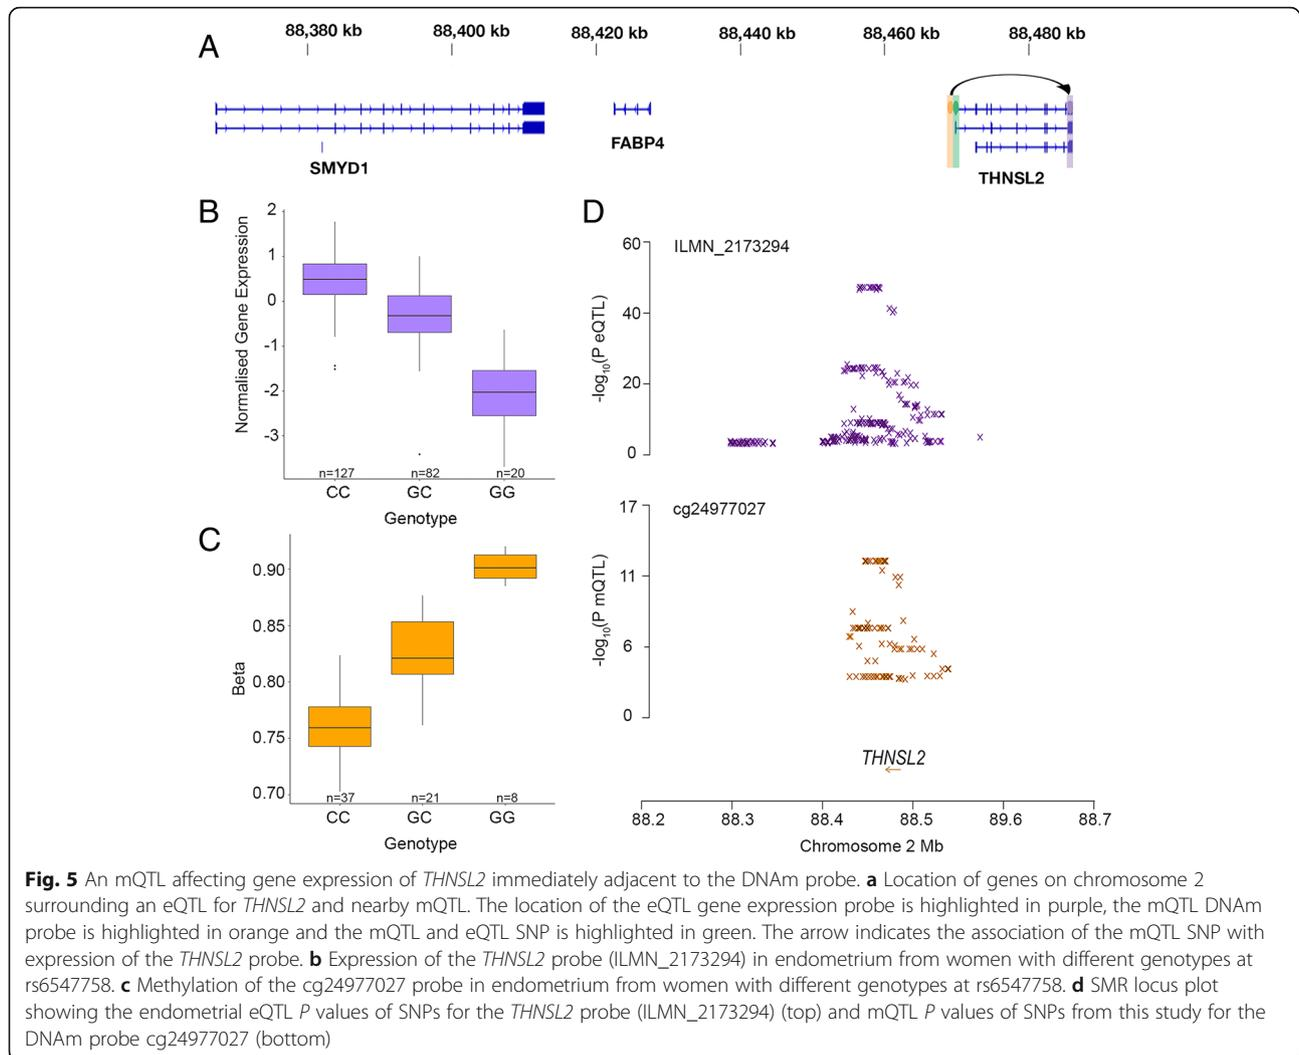 88,380 kb 88,400 kb 88,420 kb 88,440 kb 88,460 kb 88,480 kb
A
SMYD1
FABP4
THNSL2
B
Normalised Gene Expression
2
1
0
-1
-2
-3
n=127 n=82 n=20
CC GC GG
Genotype
C
Beta
0.90
0.85
0.80
0.75
0.70
n=37 n=21 n=8
CC GC GG
Genotype
D
ILMN_2173294
-log10(P eQTL)
60
40
20
0
cg24977027
-log10(P mQTL)
17
11
6
0
THNSL2
88.2 88.3 88.4 88.5 89.6 88.7
Chromosome 2 Mb
Fig. 5 An mQTL affecting gene expression of THNSL2 immediately adjacent to the DNAm probe. a Location of genes on chromosome 2
surrounding an eQTL for THNSL2 and nearby mQTL. The location of the eQTL gene expression probe is highlighted in purple, the mQTL DNAm
probe is highlighted in orange and the mQTL and eQTL SNP is highlighted in green. The arrow indicates the association of the mQTL SNP with
expression of the THNSL2 probe. b Expression of the THNSL2 probe (ILMN_2173294) in endometrium from women with different genotypes at
rs6547758. c Methylation of the cg24977027 probe in endometrium from women with different genotypes at rs6547758. d SMR locus plot
showing the endometrial eQTL P values of SNPs for the THNSL2 probe (ILMN_2173294) (top) and mQTL P values of SNPs from this study for the
DNAm probe cg24977027 (bottom)